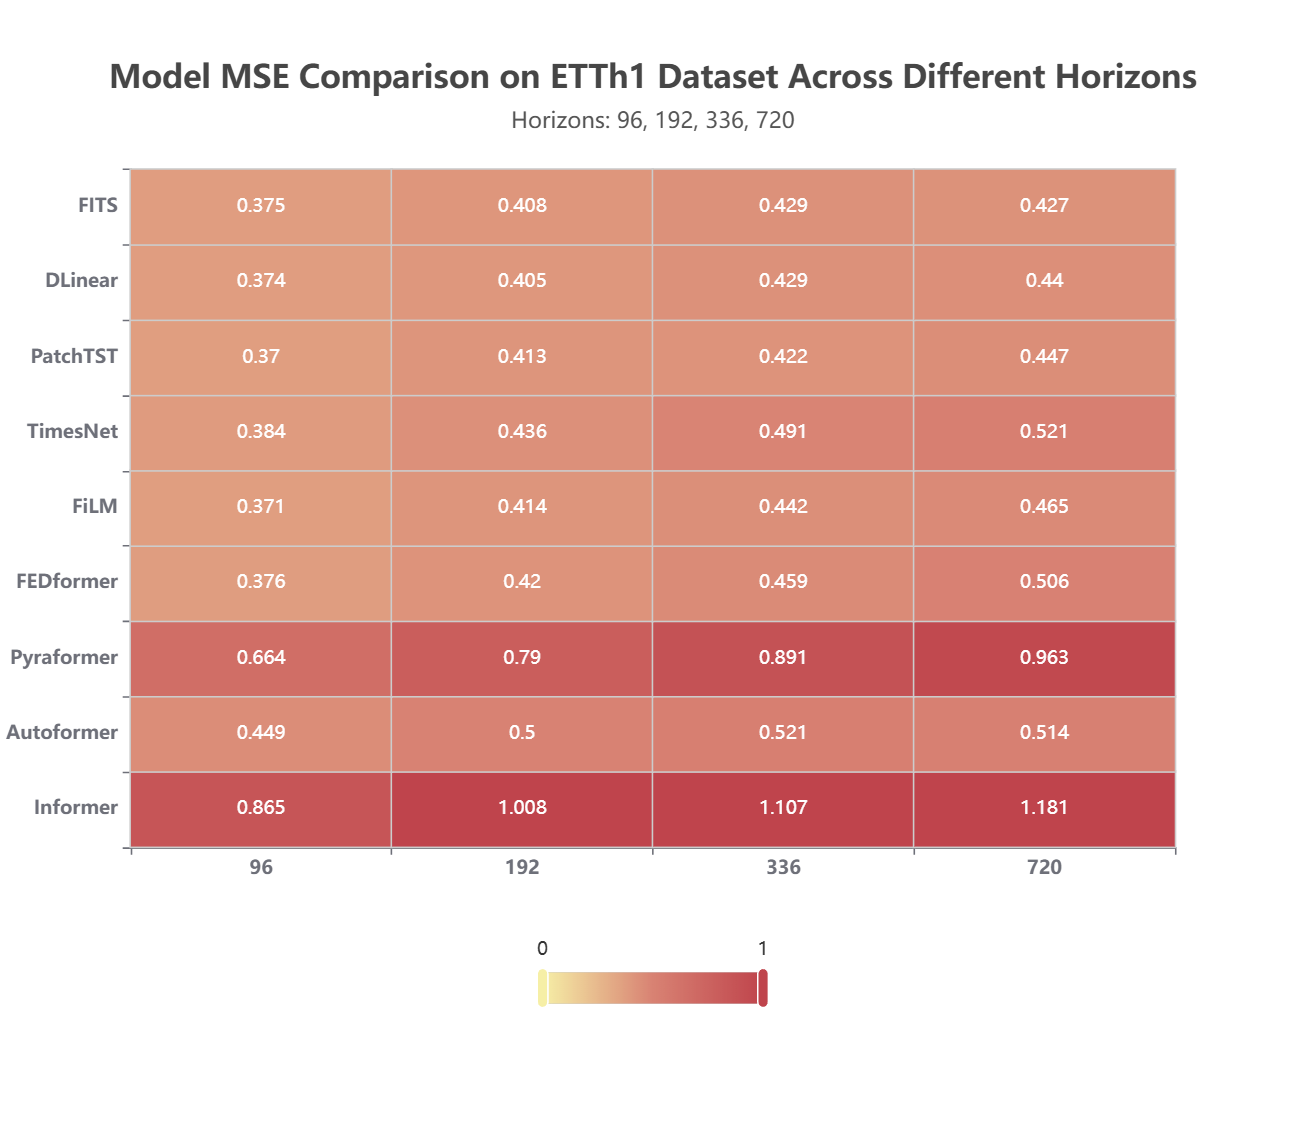 Model MSE Comparison on ETTh1 Dataset Across Different Horizons
Horizons: 96, 192, 336, 720
FITS 0.375 0.408 0.429 0.427
DLinear 0.374 0.405 0.429 0.44
PatchTST 0.37 0.413 0.422 0.447
TimesNet 0.384 0.436 0.491 0.521
FiLM 0.371 0.414 0.442 0.465
FEDformer 0.376 0.42 0.459 0.506
Pyraformer 0.664 0.79 0.891 0.963
Autoformer 0.449 0.5 0.521 0.514
Informer 0.865 1.008 1.107 1.181
96 192 336 720
0 1